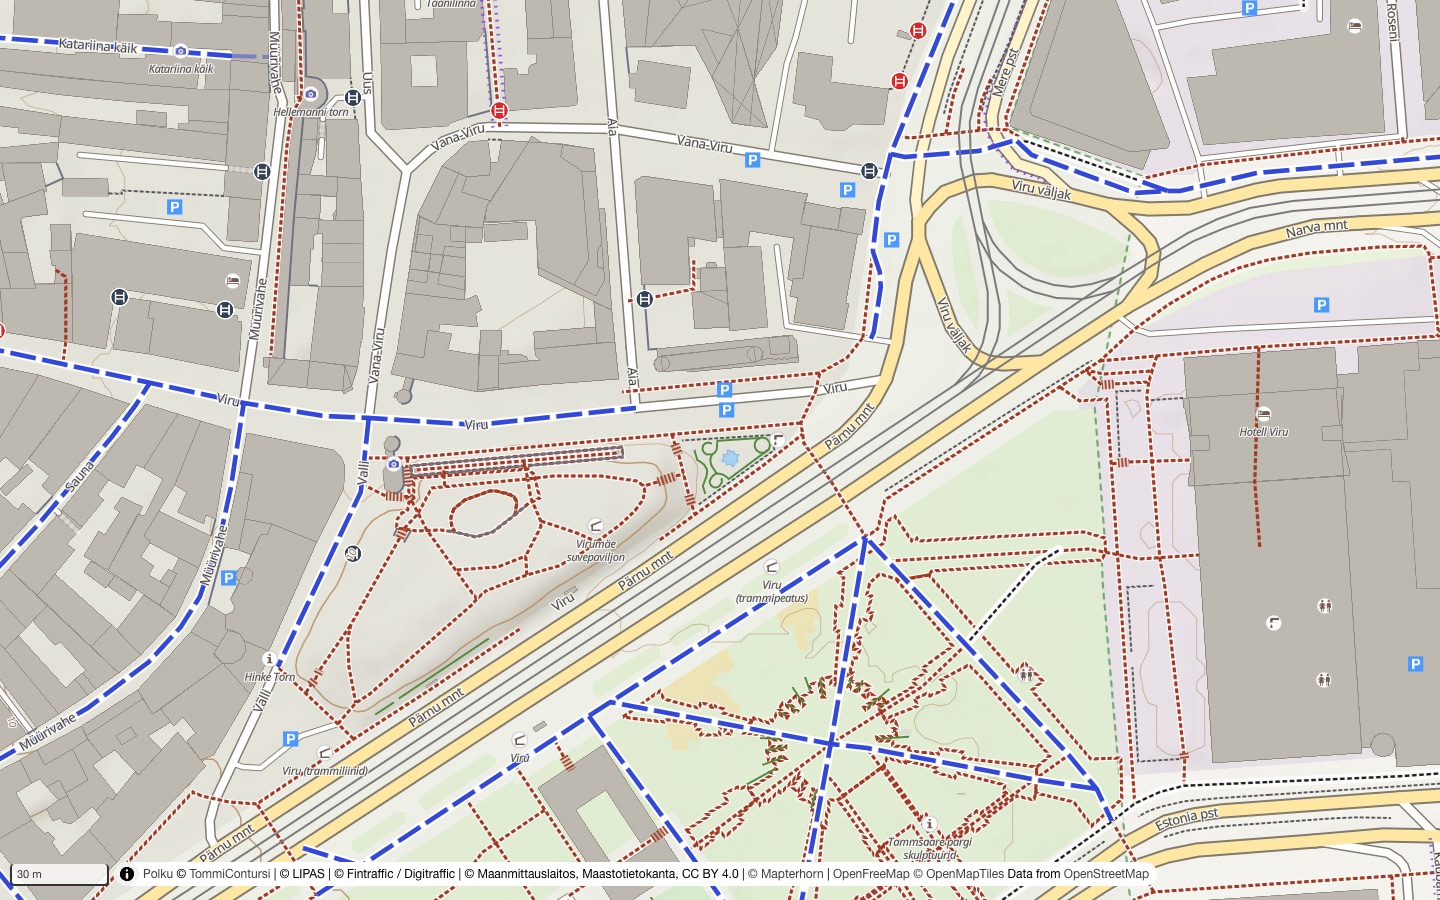 Taanilinna
Katariina käik
Katariina käik
Müürivahe
Uus
Hellemanni torn
Vana-Viru
Aia
Vana-Viru
P
P
P
P
Mere pst
P
Roseni
Viru väljak
Narva mnt
Viru väljak
P
P
Müürivahe
Vana-Viru
Aia
Viru
Viru
Viru
P
P
Pärnu mnt
Hotell Viru
Sauna
Valli
Müürivahe
P
Virumäe
suvepaviljon
Pärnu mnt
Viru
Viru
(trammipeatus)
i
Hinke Torn
Valli
Müürivahe
Pärnu mnt
P
Viru (trammiliinid)
Viru
P
Pärnu mnt
Estonia pst
i
Tammsaare pargi
skulptuurid
30 m
Polku © TommiContursi | © LIPAS | © Fintraffic / Digitraffic | © Maanmittauslaitos, Maastotietokanta, CC BY 4.0 | © Mapterhorn | OpenFreeMap © OpenMapTiles Data from OpenStreetMap